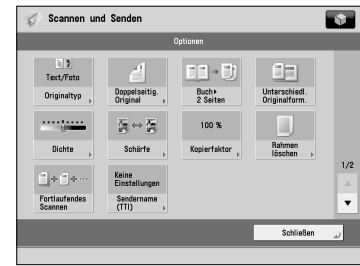 Scannen und Senden
Optionen
Text/Foto
Originaltyp
Doppelseitig.
Original
Buch▸
2 Seiten
Unterschiedl.
Originalform.
Dichte
Schärfe
100 %
Kopierfaktor
Rahmen
löschen
1/2
Fortlaufendes
Scannen
Keine
Einstellungen
Sendername
(TTI)
Schließen